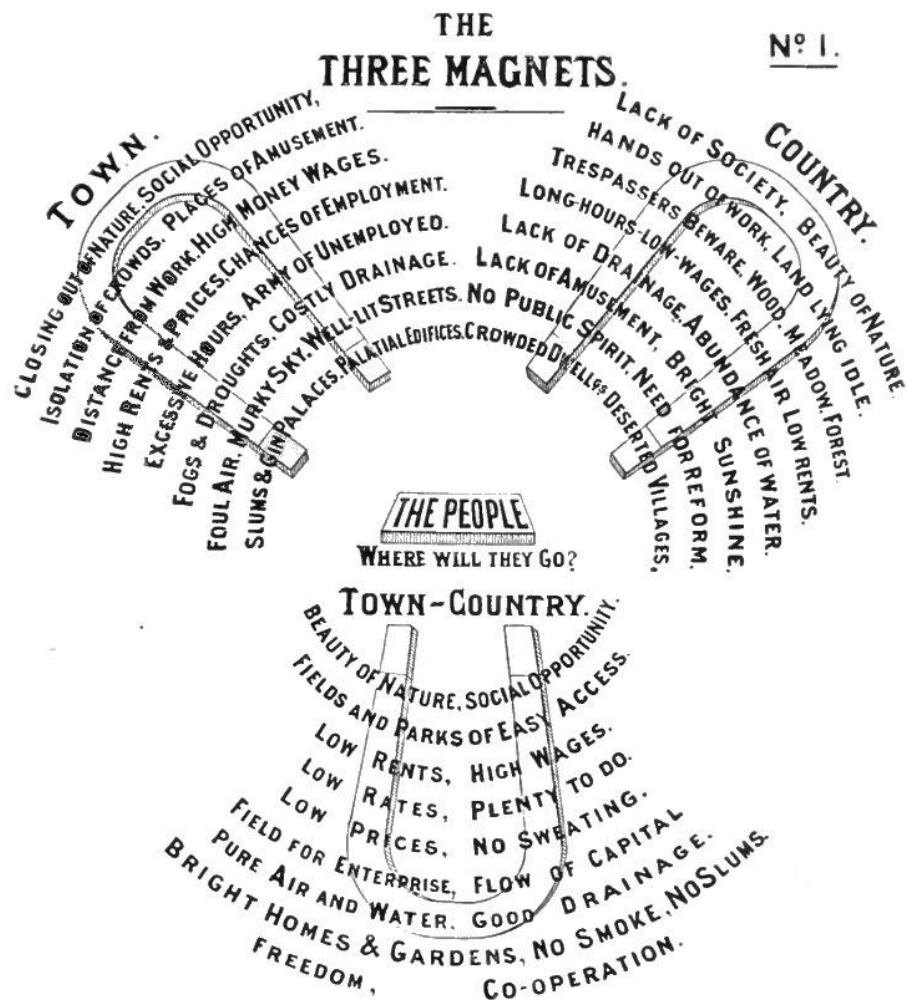 THE
THREE MAGNETS.
Nº 1.
TOWN.
CLOSING OUT OF NATURE. SOCIAL OPPORTUNITY,
ISOLATION OF CROWDS. PLACES OF AMUSEMENT.
DISTANCE FROM WORK. HIGH MONEY WAGES.
HIGH RENTS & PRICES. CHANCES OF EMPLOYMENT.
EXCESSIVE HOURS, ARMY OF UNEMPLOYED.
FOGS & DROUGHTS, COSTLY DRAINAGE.
FOUL AIR. MURKY SKY. WELL-LIT STREETS.
SLUMS & GIN PALACES. PALATIAL EDIFICES.
COUNTRY.
LACK OF SOCIETY. BEAUTY OF NATURE.
HANDS OUT OF WORK, LAND LYING IDLE.
TRESPASSERS BEWARE. WOOD, MEADOW, FOREST.
LONG-HOURS-LOW-WAGES. FRESH AIR LOW RENTS.
LACK OF DRAINAGE. ABUNDANCE OF WATER.
LACK OF AMUSEMENT, BRIGHT SUNSHINE.
NO PUBLIC SPIRIT, NEED FOR REFORM.
CROWDED DWELLGS DESERTED VILLAGES,
THE PEOPLE
WHERE WILL THEY GO?
TOWN-COUNTRY.
BEAUTY OF NATURE, SOCIAL OPPORTUNITY.
FIELDS AND PARKS OF EASY ACCESS.
LOW RENTS, HIGH WAGES.
LOW RATES, PLENTY TO DO.
LOW PRICES, NO SWEATING.
FIELD FOR ENTERPRISE, FLOW OF CAPITAL
PURE AIR AND WATER, GOOD DRAINAGE.
BRIGHT HOMES & GARDENS, NO SMOKE, NO SLUMS.
FREEDOM, CO-OPERATION.